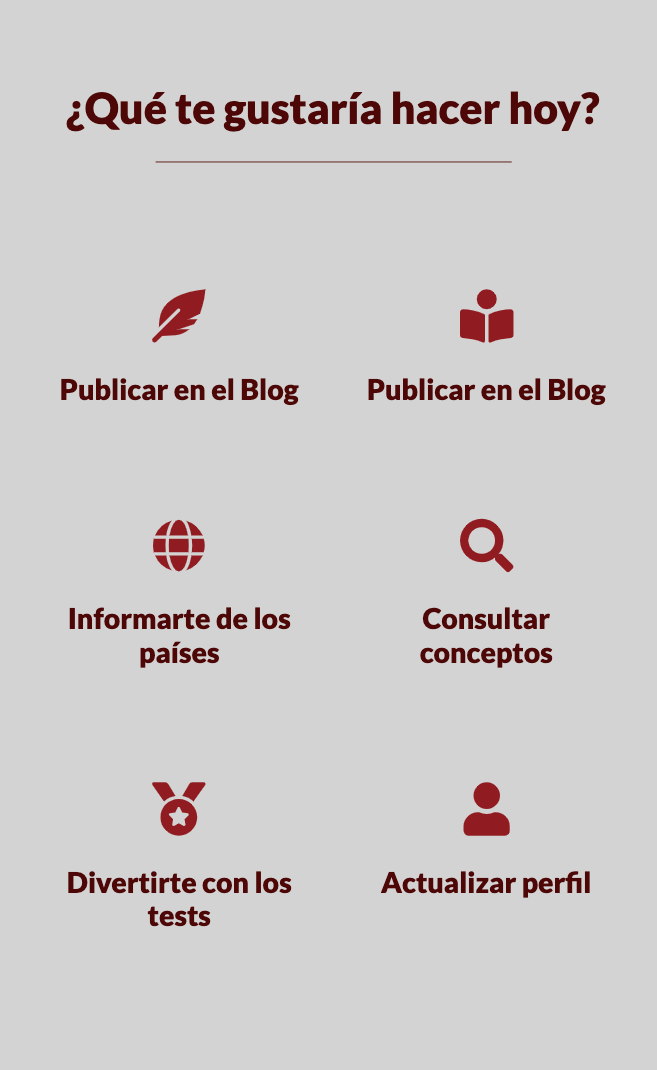 ¿Qué te gustaría hacer hoy?
Publicar en el Blog
Publicar en el Blog
Informarte de los
países
Consultar
conceptos
Divertirte con los
tests
Actualizar perfil